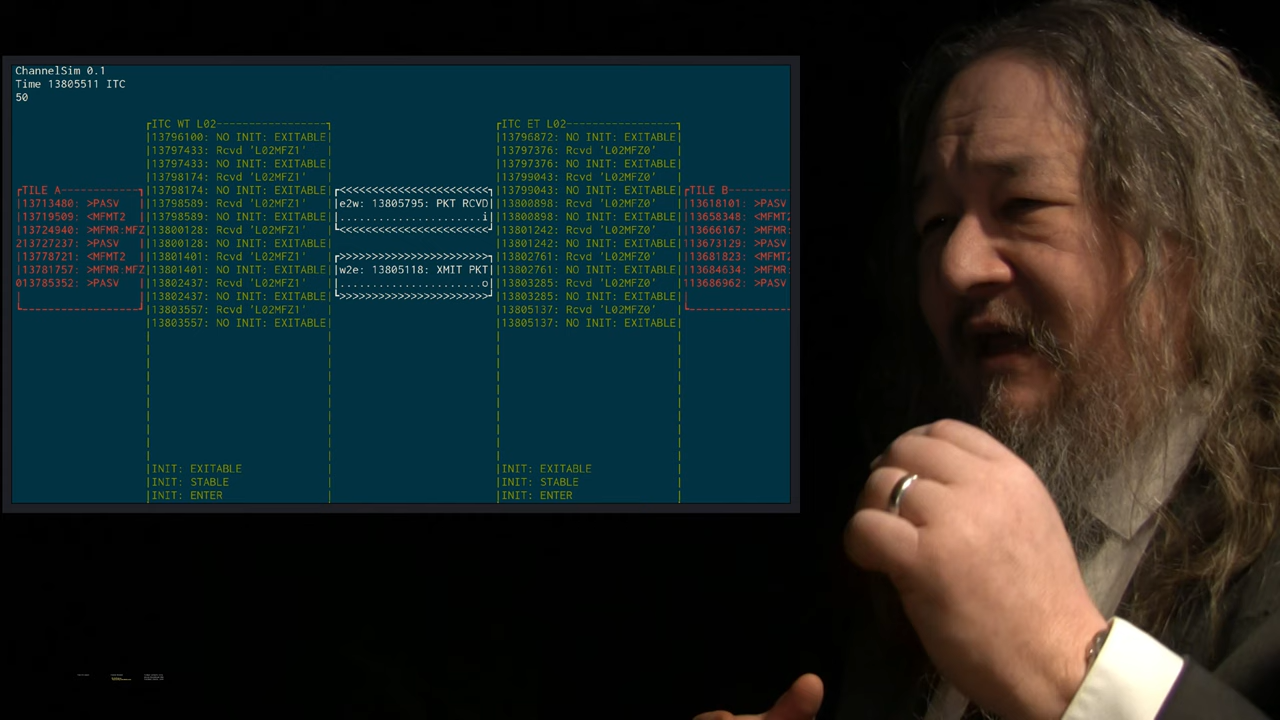 ChannelSim 0.1
Time 13805511 ITC
50
ITC WT L02
13796100: NO INIT: EXITABLE
13797433: Rcvd 'L02MFZ1'
13797433: NO INIT: EXITABLE
13798174: Rcvd 'L02MFZ1'
13798174: NO INIT: EXITABLE
13798589: Rcvd 'L02MFZ1'
13798589: NO INIT: EXITABLE
13800128: Rcvd 'L02MFZ1'
13800128: NO INIT: EXITABLE
13801401: Rcvd 'L02MFZ1'
13801401: NO INIT: EXITABLE
13802437: Rcvd 'L02MFZ1'
13802437: NO INIT: EXITABLE
13803557: Rcvd 'L02MFZ1'
13803557: NO INIT: EXITABLE
INIT: EXITABLE
INIT: STABLE
INIT: ENTER
TILE A
13713480: >PASV
13719509: <MFMT2
13724940: >MFMR:MFZ
213727237: >PASV
13778721: <MFMT2
13781757: >MFMR:MFZ
013785352: >PASV
<<<<<<<<<<<<<<<<<<<<<<<
e2w: 13805795: PKT RCVD
......................i
<<<<<<<<<<<<<<<<<<<<<<<
>>>>>>>>>>>>>>>>>>>>>>>
w2e: 13805118: XMIT PKT
......................o
>>>>>>>>>>>>>>>>>>>>>>>
ITC ET L02
13796872: NO INIT: EXITABLE
13797376: Rcvd 'L02MFZ0'
13797376: NO INIT: EXITABLE
13799043: Rcvd 'L02MFZ0'
13799043: NO INIT: EXITABLE
13800898: Rcvd 'L02MFZ0'
13800898: NO INIT: EXITABLE
13801242: Rcvd 'L02MFZ0'
13801242: NO INIT: EXITABLE
13802761: Rcvd 'L02MFZ0'
13802761: NO INIT: EXITABLE
13803285: Rcvd 'L02MFZ0'
13803285: NO INIT: EXITABLE
13805137: Rcvd 'L02MFZ0'
13805137: NO INIT: EXITABLE
INIT: EXITABLE
INIT: STABLE
INIT: ENTER
TILE B
13618101: >PASV
13658348: <MFMT2
13666167: >MFMR:
13673129: >PASV
13681823: <MFMT2
13684634: >MFMR:
113686962: >PASV